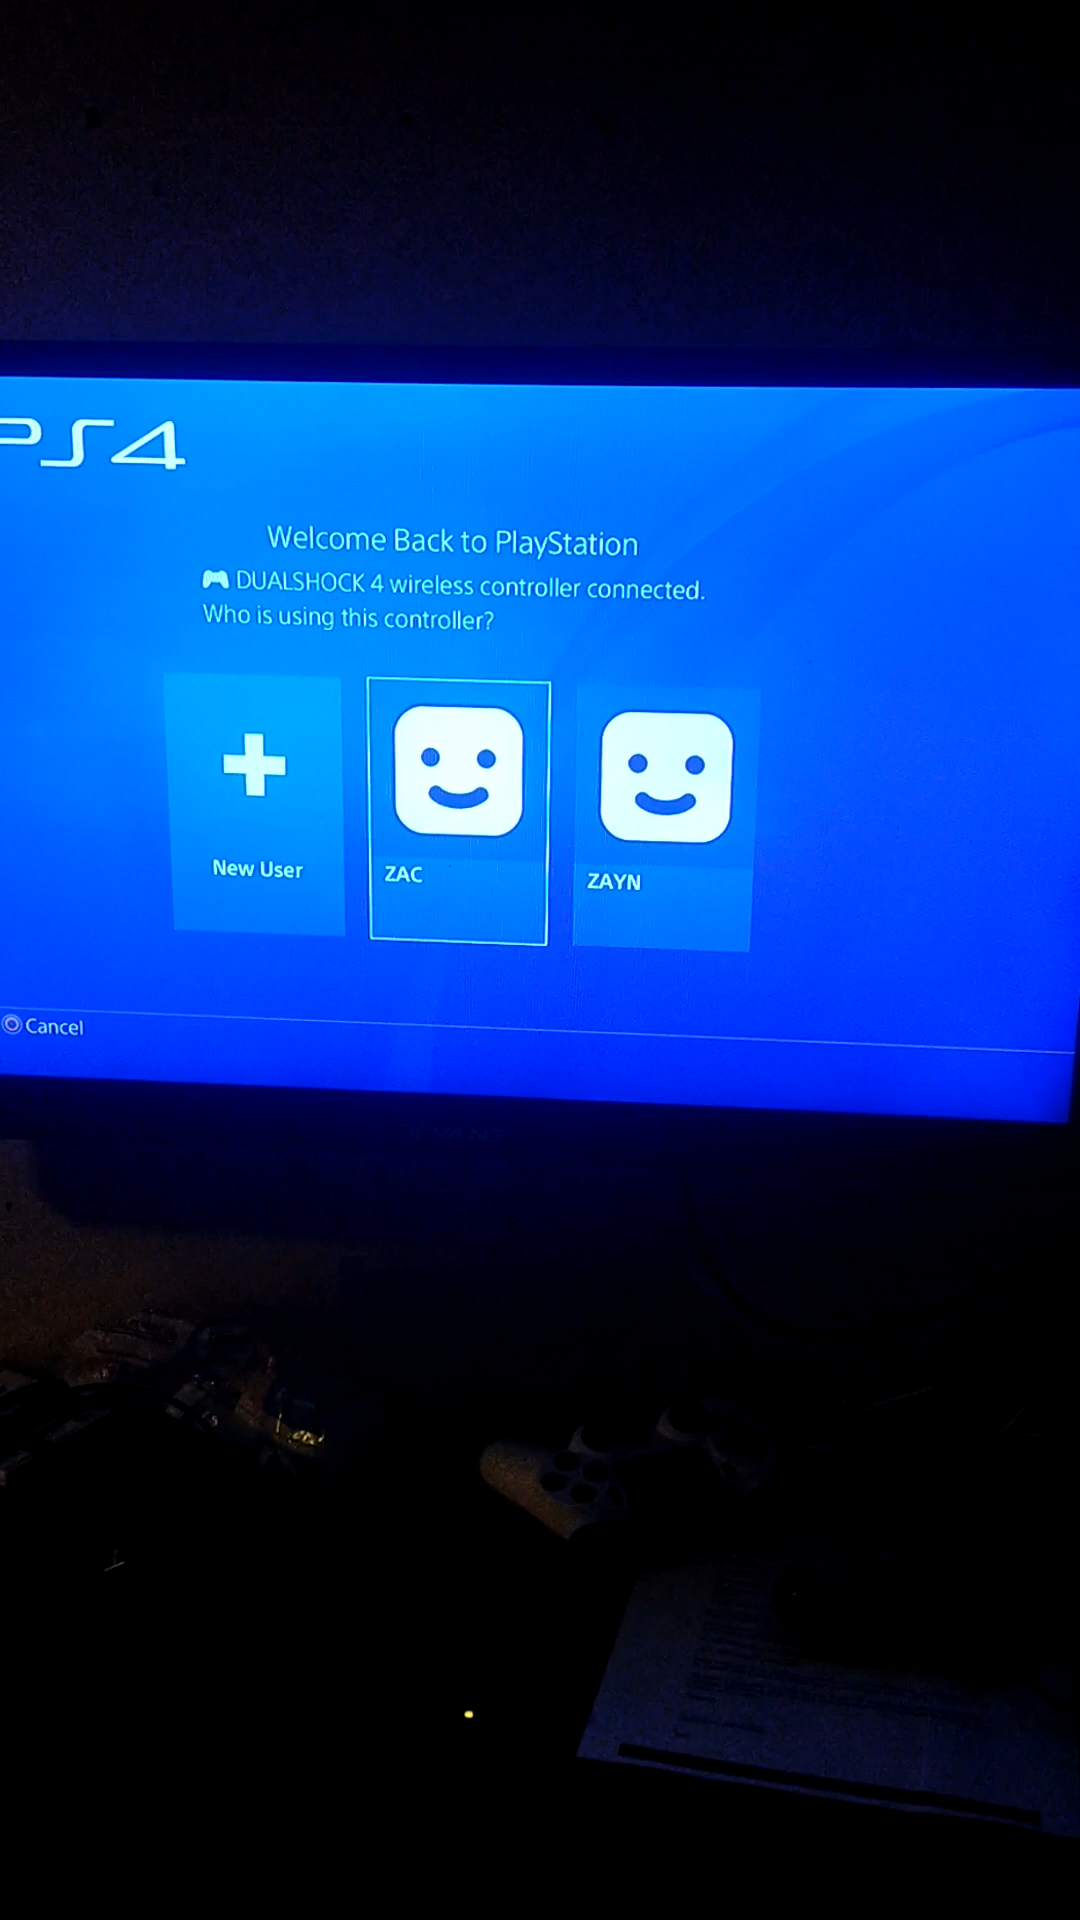 PS4
Welcome Back to PlayStation
DUALSHOCK 4 wireless controller connected.
Who is using this controller?
New User
ZAC
ZAYN
Cancel